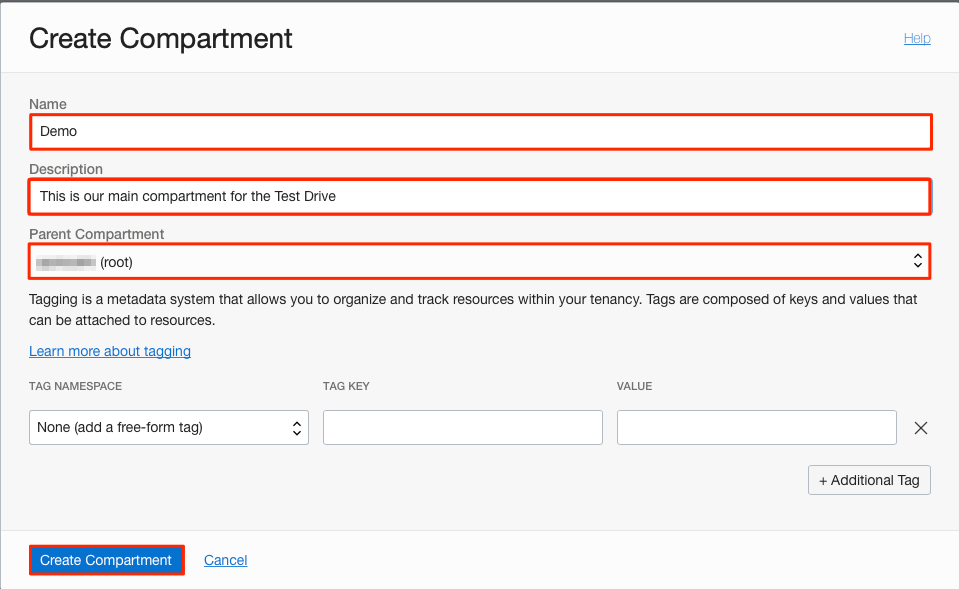 Create Compartment
Help
Name
Demo
Description
This is our main compartment for the Test Drive
Parent Compartment
(root)
Tagging is a metadata system that allows you to organize and track resources within your tenancy. Tags are composed of keys and values that
can be attached to resources.
Learn more about tagging
TAG NAMESPACE
TAG KEY
VALUE
None (add a free-form tag)
+ Additional Tag
Create Compartment
Cancel